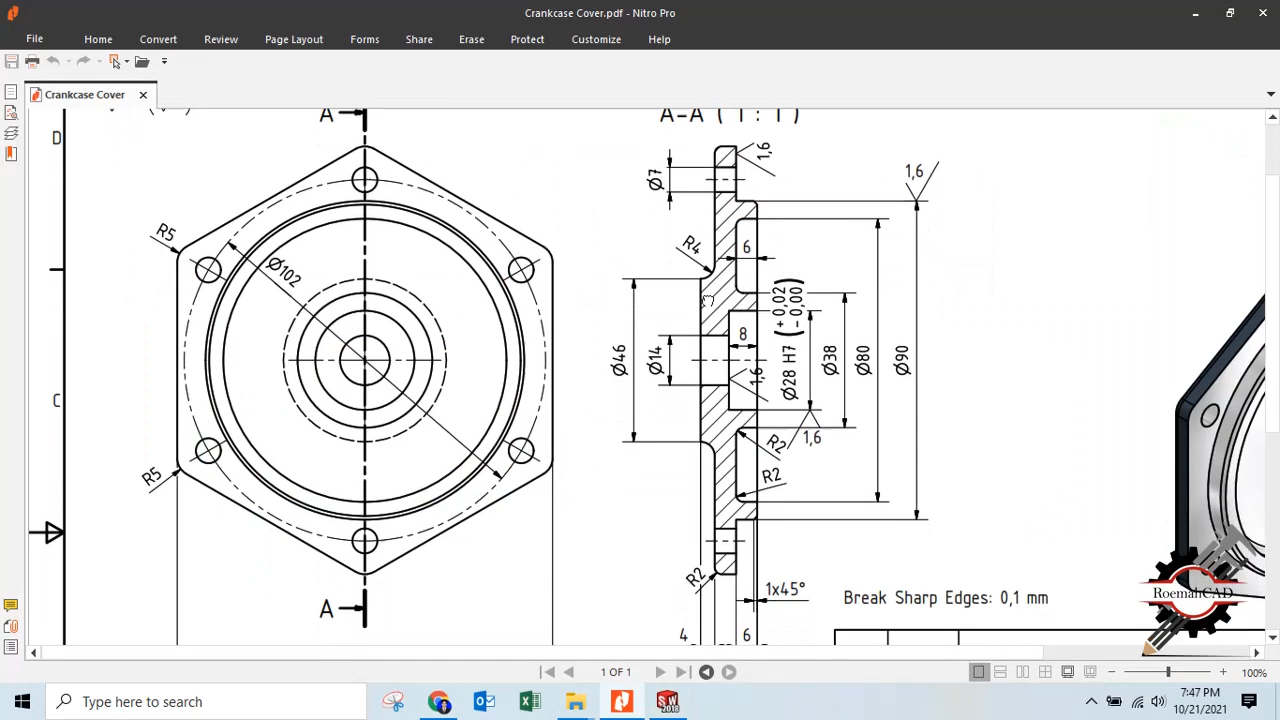 Crankcase Cover.pdf - Nitro Pro
File Home Convert Review Page Layout Forms Share Erase Protect Customize Help
Crankcase Cover
A
A-A ( 1 : 1 )
D
C
1,6
Ø7
1,6
R5
R4
6
Ø102
Ø46
Ø14
8
1,6
Ø28 H7 (+ 0,02 - 0,00)
Ø38
Ø80
Ø90
1,6
R2
R2
R5
R2
1x45°
A
4
6
Break Sharp Edges: 0,1 mm
RoemahCAD
1 OF 1
100%
Type here to search
SW
2018
7:47 PM
10/21/2021